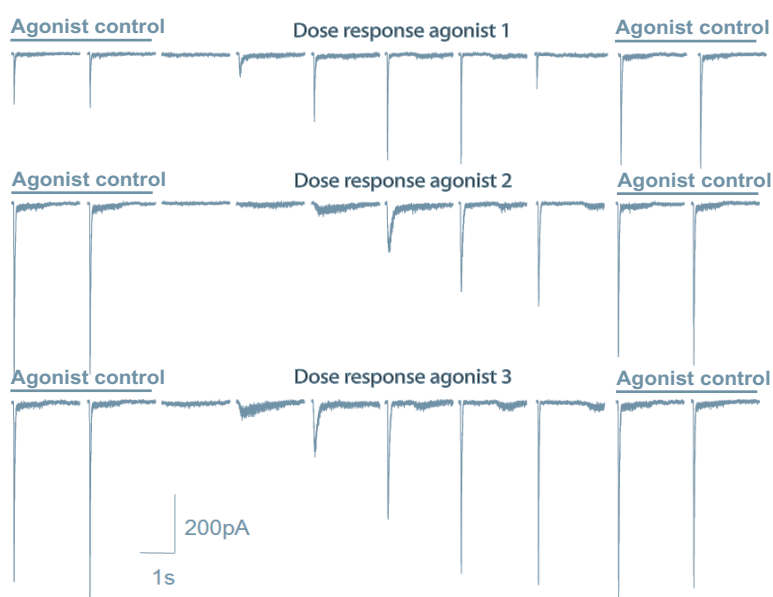 Agonist control Dose response agonist 1 Agonist control
Agonist control Dose response agonist 2 Agonist control
Agonist control Dose response agonist 3 Agonist control
200pA
1s